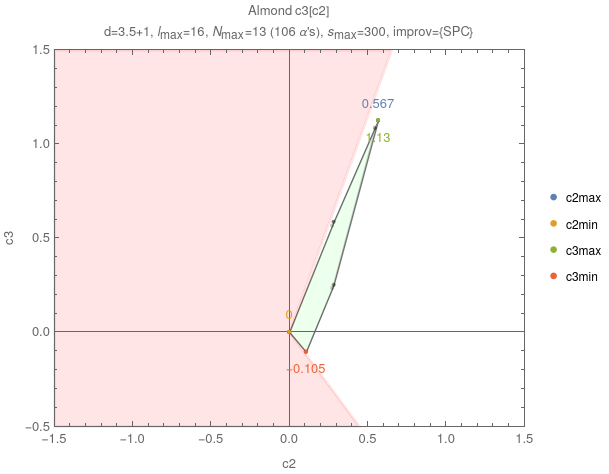 Almond c3[c2]
d=3.5+1, lmax=16, Nmax=13 (106 α's), smax=300, improv={SPC}
1.5
0.567
1.0
1.13
c3
0.5
0
0.0
-0.105
-0.5
-1.5 -1.0 -0.5 0.0 0.5 1.0 1.5
c2
c2max
c2min
c3max
c3min